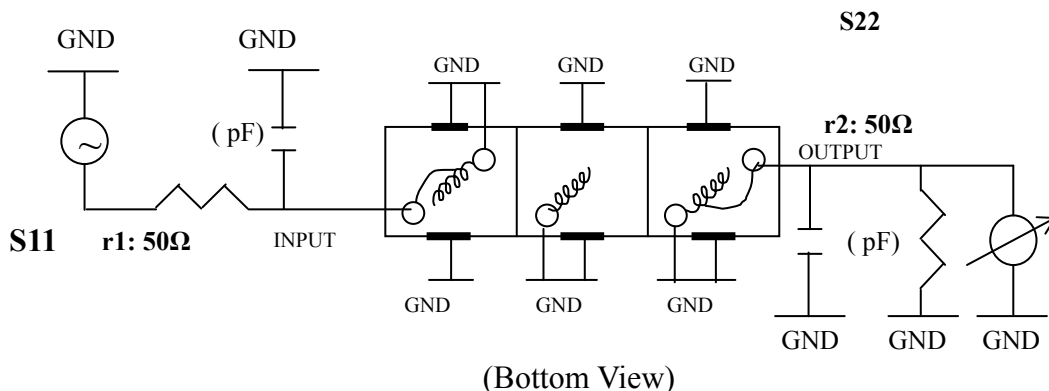 S22
GND
GND
GND
GND
GND
( pF)
r2: 50Ω
OUTPUT
S11
r1: 50Ω
INPUT
( pF)
GND
GND
GND
GND
GND
GND
(Bottom View)